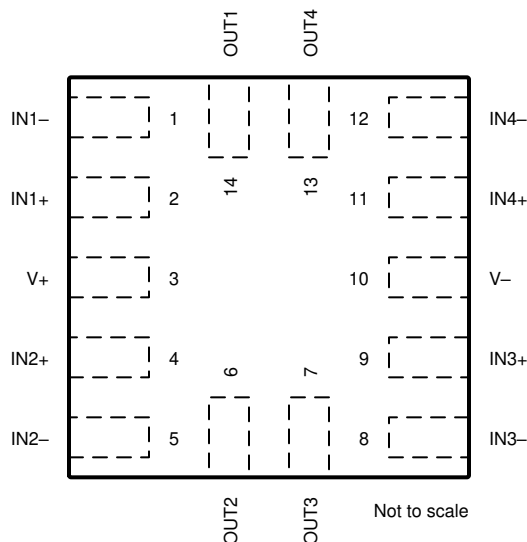 OUT1
OUT4
IN1–
1
12
IN4–
IN1+
2
14
13
11
IN4+
V+
3
10
V–
IN2+
4
6
7
9
IN3+
IN2–
5
8
IN3–
OUT2
OUT3
Not to scale